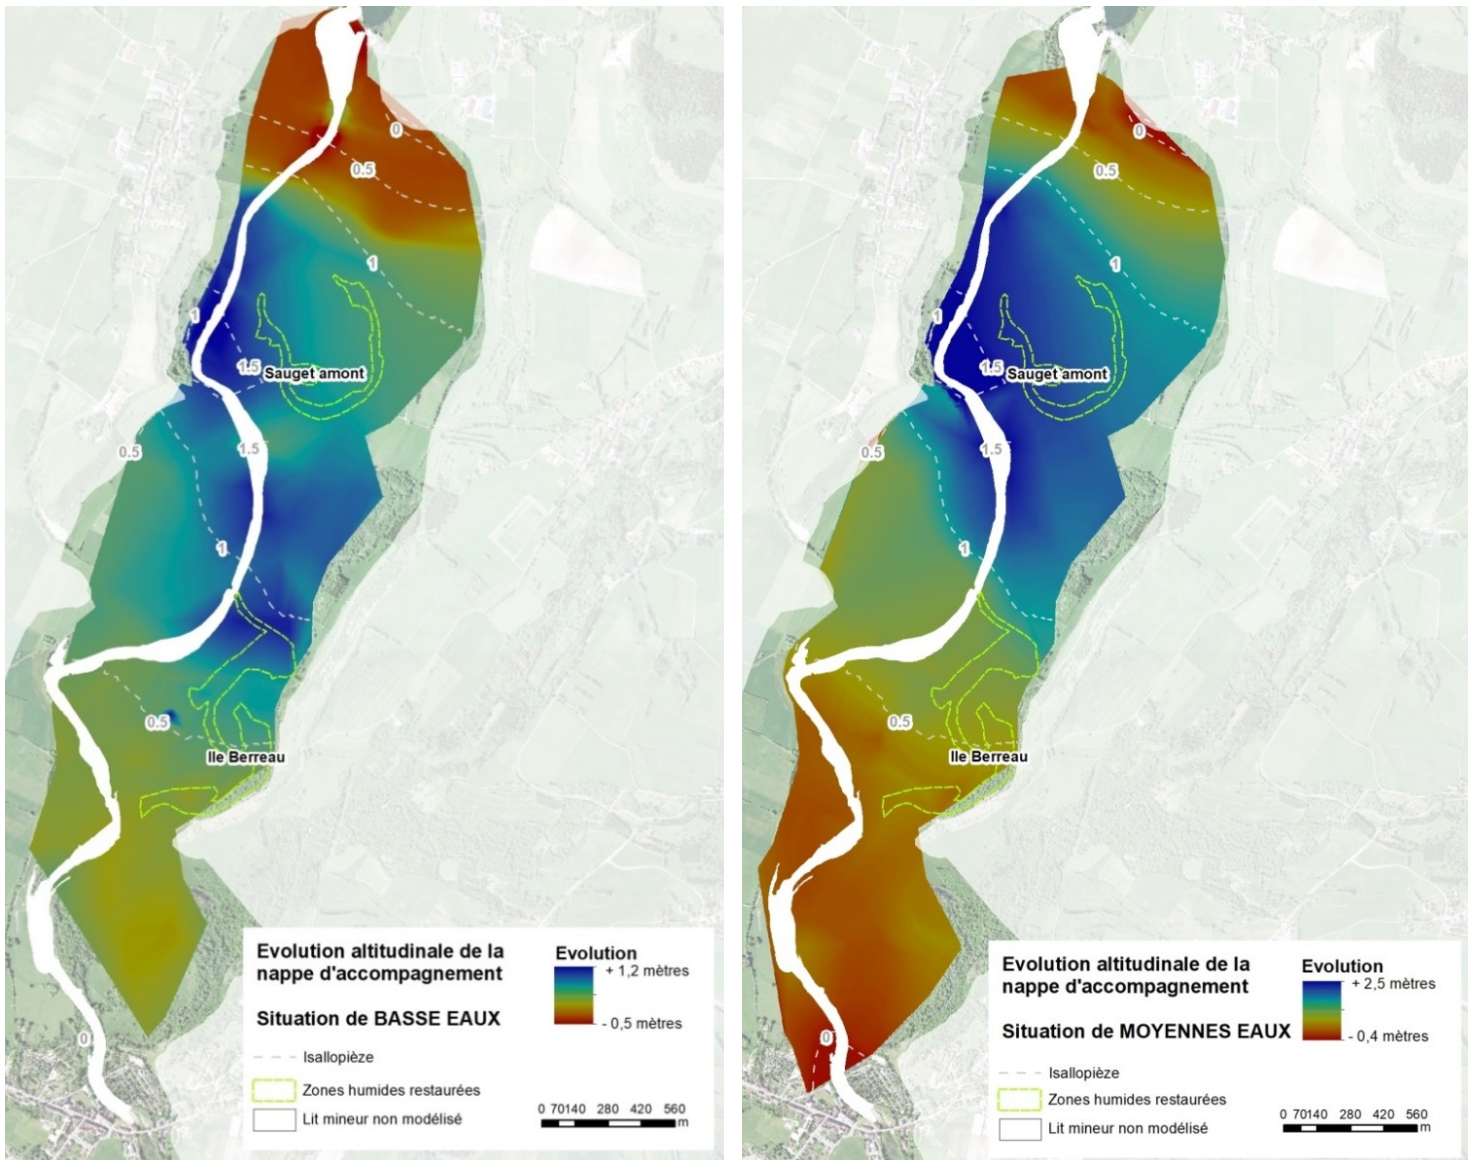 0
0.5
1
1
1.5
Sauget amont
0.5
1.5
1
0.5
Ile Berreau
0
Evolution altitudinale de la
nappe d'accompagnement
Situation de BASSE EAUX
Evolution
+ 1,2 mètres
- 0,5 mètres
Isallopièze
Zones humides restaurées
Lit mineur non modélisé
0 70140 280 420 560
m
0
0.5
1
1
1.5
Sauget amont
0.5
1.5
1
0.5
Ile Berreau
0
Evolution altitudinale de la
nappe d'accompagnement
Situation de MOYENNES EAUX
Evolution
+ 2,5 mètres
- 0,4 mètres
Isallopièze
Zones humides restaurées
Lit mineur non modélisé
0 70140 280 420 560
m